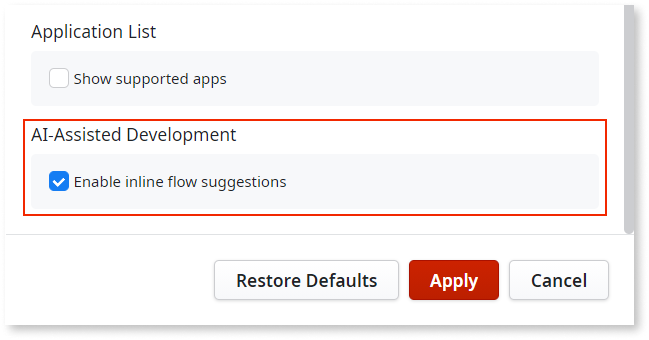 Application List
Show supported apps
AI-Assisted Development
Enable inline flow suggestions
Restore Defaults
Apply
Cancel